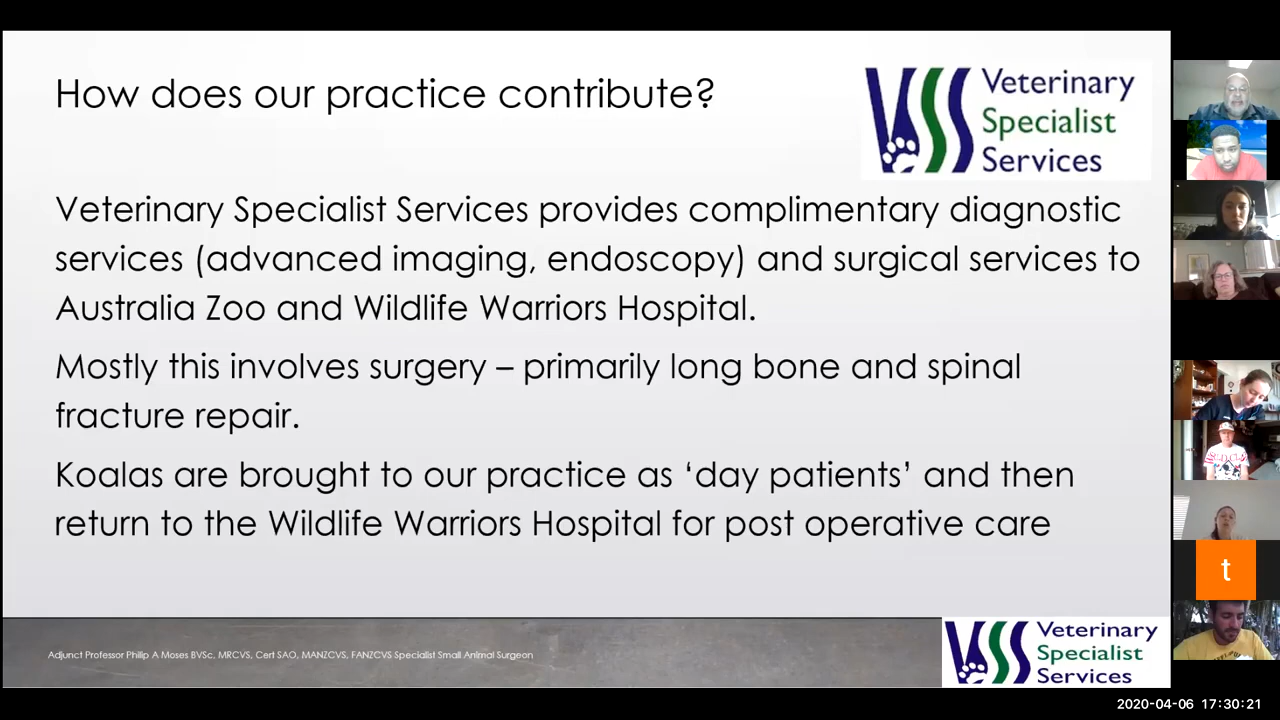 How does our practice contribute?
Veterinary
Specialist
Services
Veterinary Specialist Services provides complimentary diagnostic
services (advanced imaging, endoscopy) and surgical services to
Australia Zoo and Wildlife Warriors Hospital.
Mostly this involves surgery – primarily long bone and spinal
fracture repair.
Koalas are brought to our practice as ‘day patients’ and then
return to the Wildlife Warriors Hospital for post operative care
Adjunct Professor Philip A Moses BVSc, MRCVS, Cert SAO, MANZCVS, FANZCVS Specialist Small Animal Surgeon
VSS
Veterinary
Specialist
Services
t
2020-04-06 17:30:21